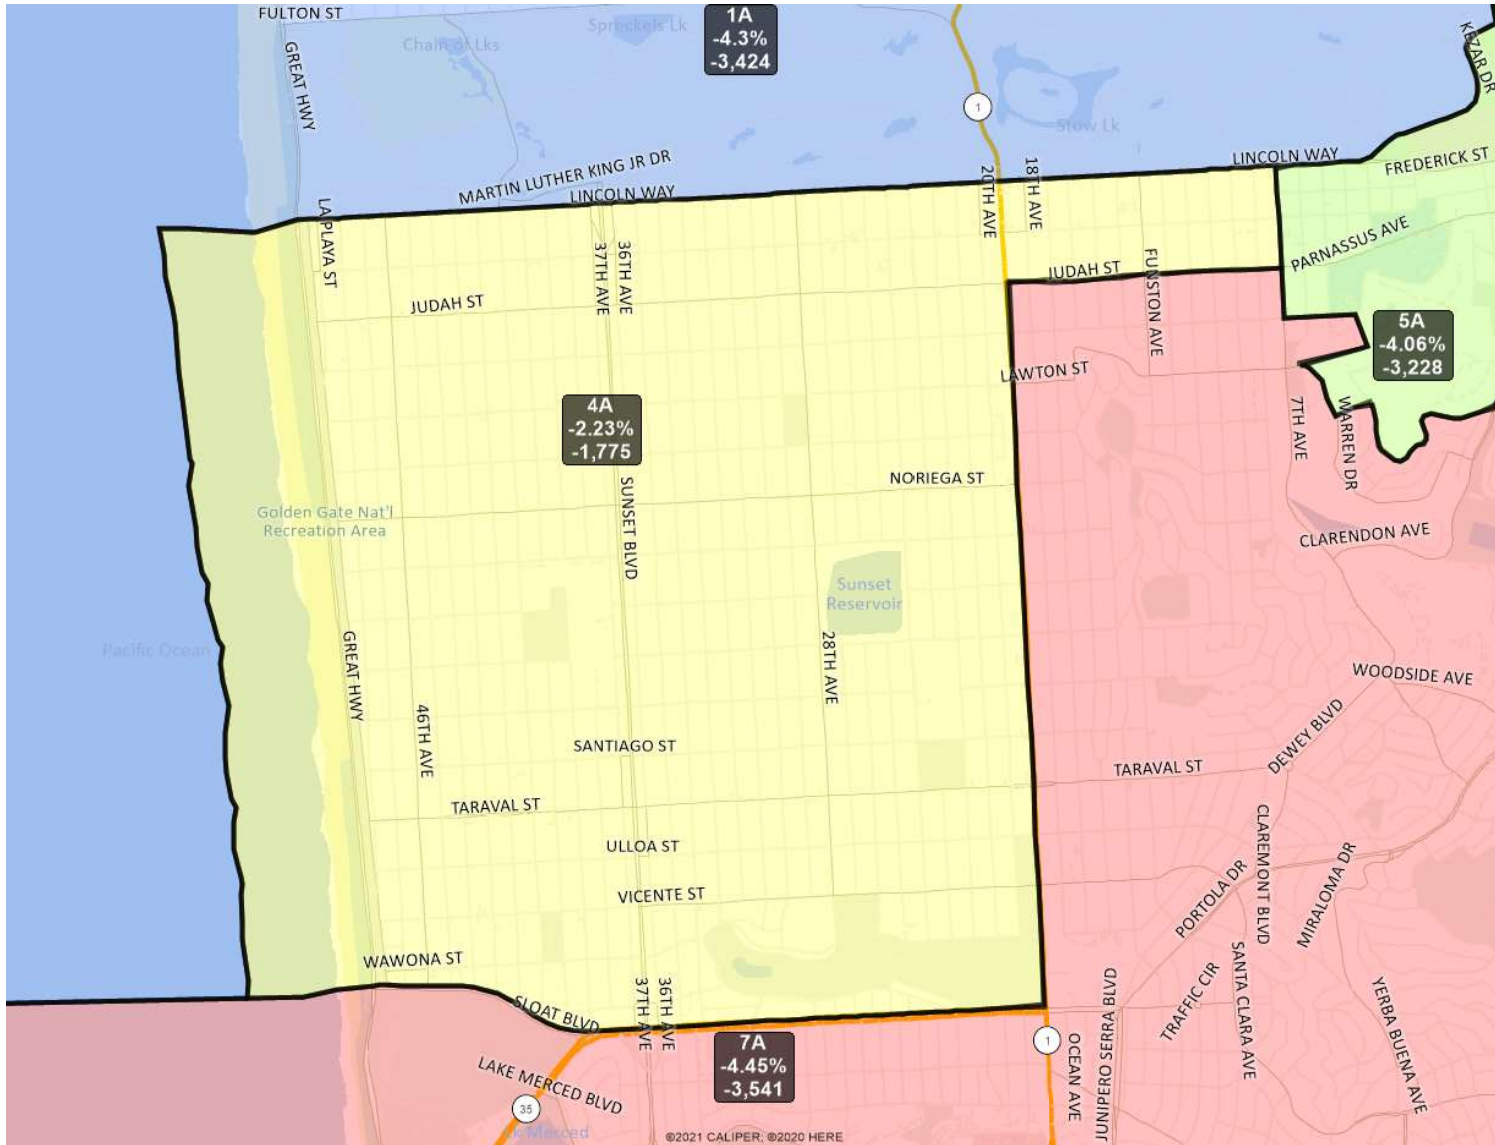 FULTON ST
GREAT HWY
Chain of Lks
Spreckels Lk
1A
-4.3%
-3,424
KEZAR DR
1
Stow Lk
MARTIN LUTHER KING JR DR
LINCOLN WAY
LINCOLN WAY
FREDERICK ST
LA PLAYA ST
37TH AVE
36TH AVE
20TH AVE
18TH AVE
FUNSTON AVE
PARNASSUS AVE
JUDAH ST
JUDAH ST
5A
-4.06%
-3,228
LAWTON ST
4A
-2.23%
-1,775
7TH AVE
WARREN DR
NORIEGA ST
SUNSET BLVD
Golden Gate Nat'l
Recreation Area
CLARENDON AVE
Sunset
Reservoir
Pacific Ocean
GREAT HWY
28TH AVE
WOODSIDE AVE
46TH AVE
SANTIAGO ST
DEWEY BLVD
TARAVAL ST
TARAVAL ST
ULLOA ST
CLAREMONT BLVD
MIRALOMA DR
PORTOLA DR
VICENTE ST
WAWONA ST
SANTA CLARA AVE
TRAFFIC CIR
JUNIPERO SERRA BLVD
YERBA BUENA AVE
37TH AVE
36TH AVE
SLOAT BLVD
7A
-4.45%
-3,541
1
OCEAN AVE
LAKE MERCED BLVD
35
Lk Merced
©2021 CALIPER; ©2020 HERE